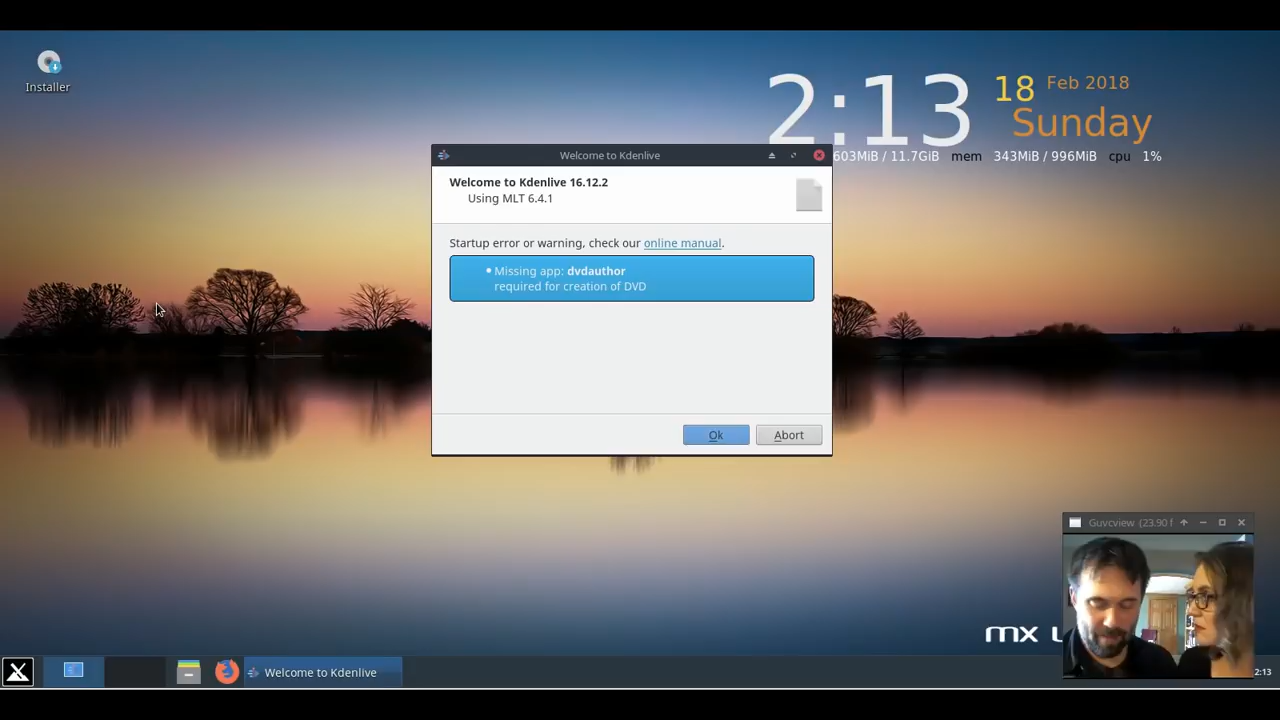 Installer
2:13
18 Feb 2018
Sunday
603MiB / 11.7GiB mem 343MiB / 996MiB cpu 1%
Welcome to Kdenlive
Welcome to Kdenlive 16.12.2
Using MLT 6.4.1
Startup error or warning, check our online manual.
Missing app: dvdauthor
required for creation of DVD
Ok
Abort
Guvcview (23.90 f
mx
Welcome to Kdenlive
2:13